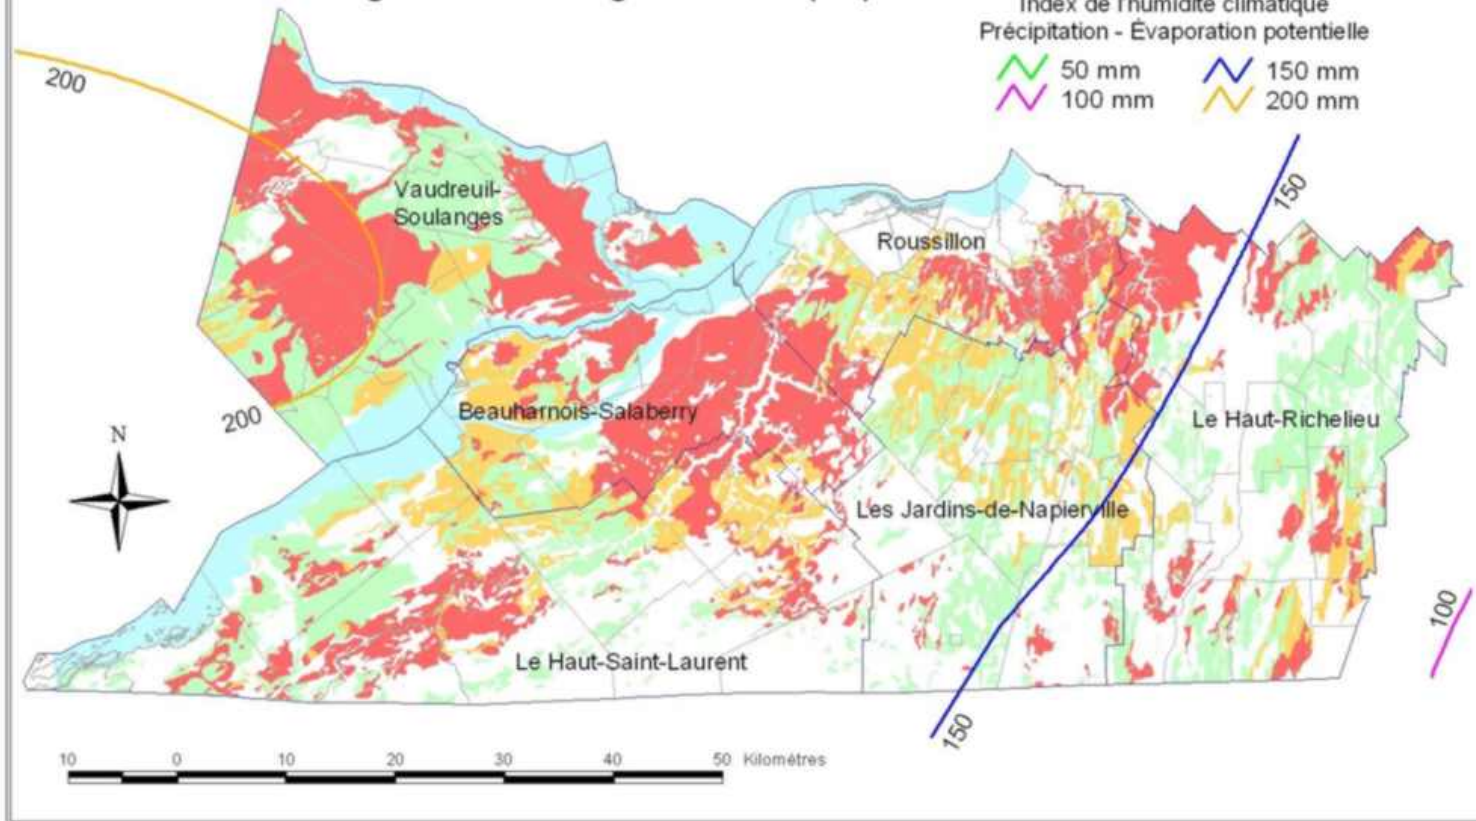 Index de l'humidité climatique
Précipitation - Évaporation potentielle
50 mm
150 mm
100 mm
200 mm
200
150
Vaudreuil-
Soulanges
Roussillon
200
Beauharnois-Salaberry
Le Haut-Richelieu
N
Les Jardins-de-Napierville
100
Le Haut-Saint-Laurent
150
10 0 10 20 30 40 50 Kilomètres